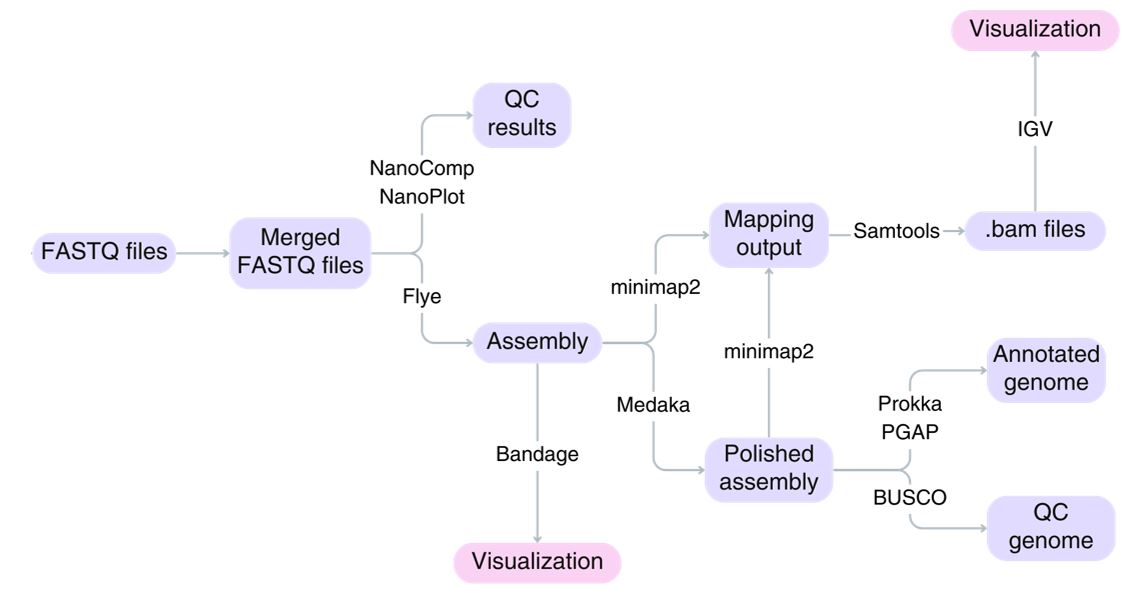 Visualization
QC
results
IGV
NanoComp
NanoPlot
Mapping
output
Samtools
.bam files
FASTQ files
Merged
FASTQ files
Flye
minimap2
Assembly
minimap2
Annotated
genome
Medaka
Prokka
PGAP
Bandage
Polished
assembly
BUSCO
QC
genome
Visualization